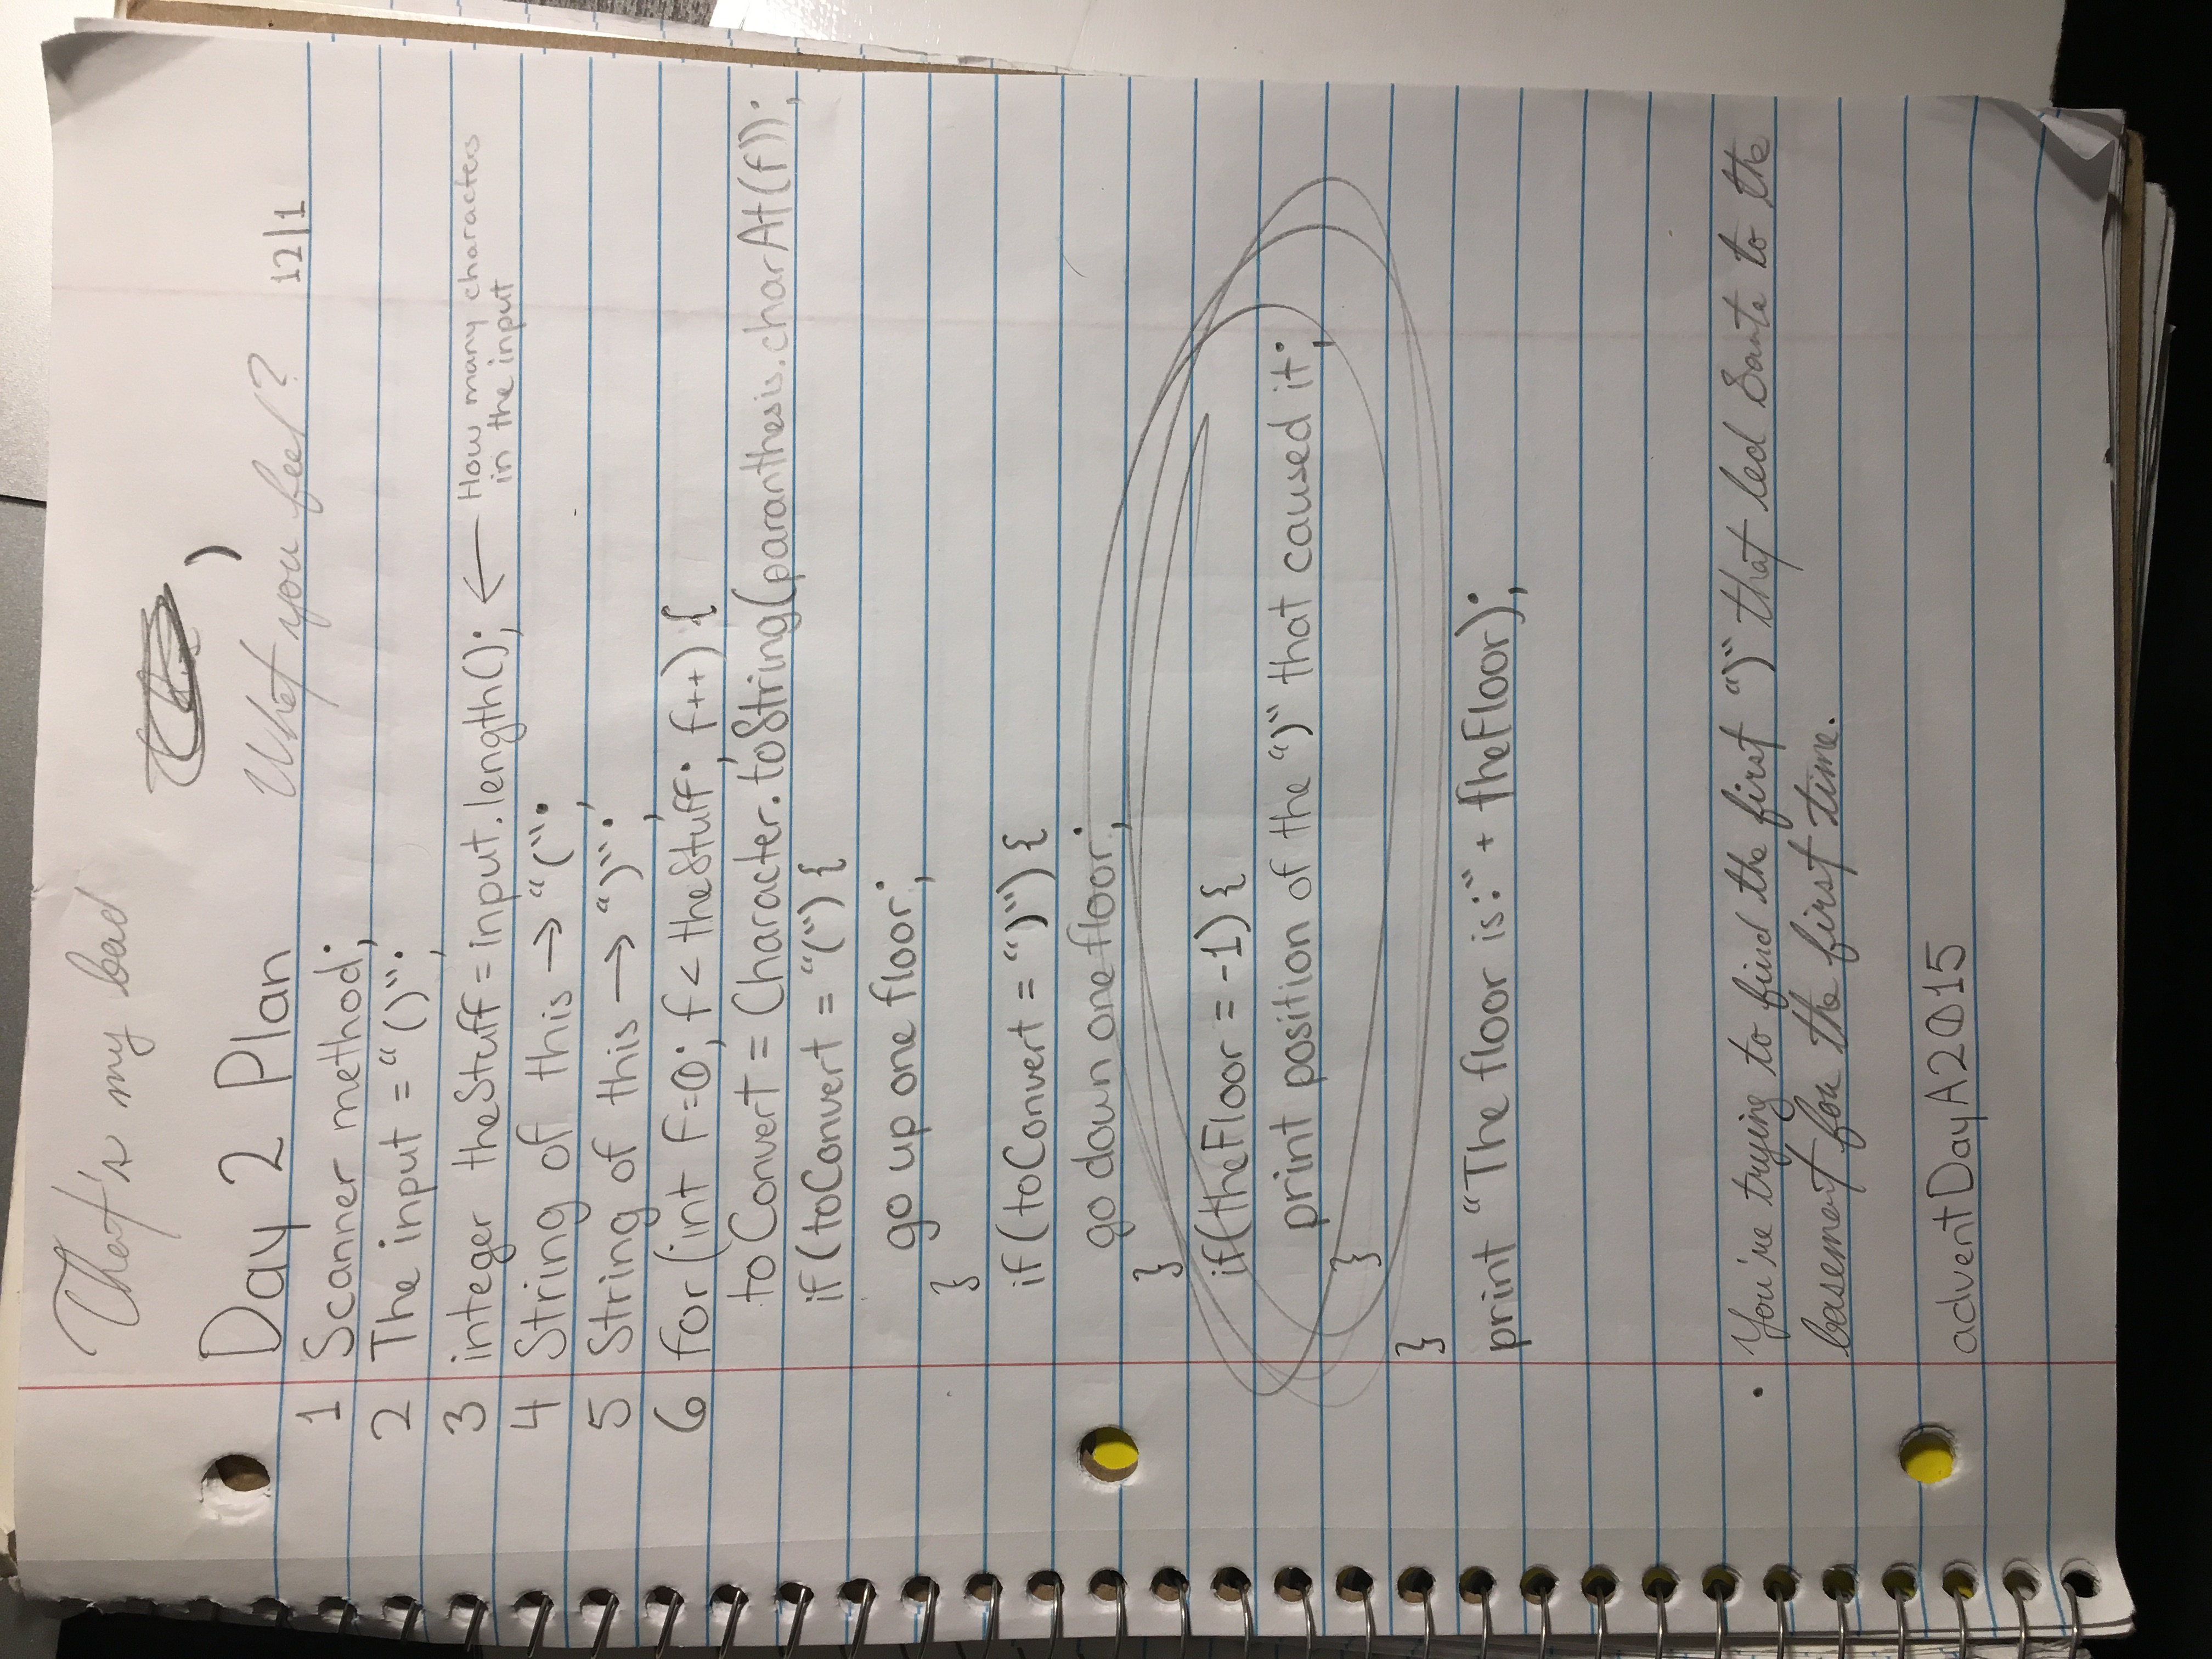 That's my bad
Day 2 Plan
What you feel? 12/1
1 Scanner method;
2 The input = "()";
3 integer theStuff = input.length(); ← How many characters
in the input
4 String of this → "(";
5 String of this → ")";
6 for (int f=0; f < theStuff; f++) {
toConvert = Character.toString(paranthesis.charAt(f));
if (toConvert = "(") {
go up one floor;
}
if (toConvert = ")") {
go down one floor;
}
if(theFloor = -1) {
print position of the ")" that caused it;
}
}
print "The floor is:" + theFloor);
• You're trying to find the first ")" that led Santa to the
basement for the first time.
adventDayA2015